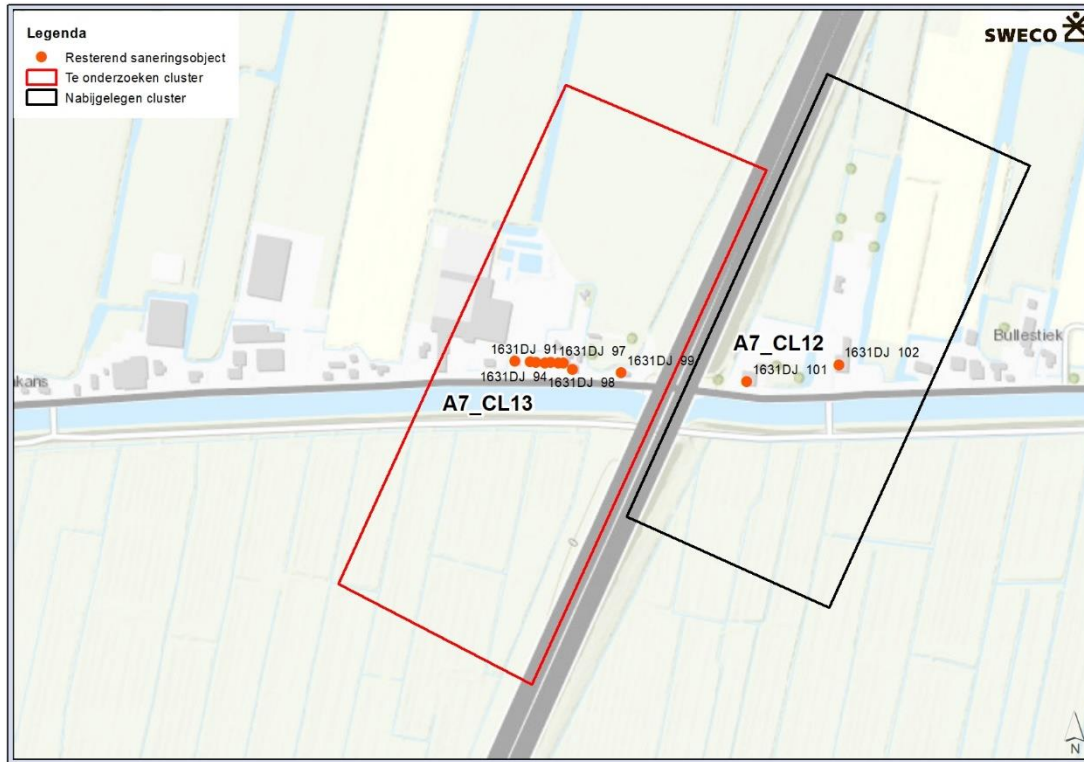 Legenda
Resterend saneringsobject
Te onderzoeken cluster
Nabijgelegen cluster
SWECO
Bullestiek
A7_CL12
1631DJ 102
1631DJ 101
1631DJ 91
1631DJ 97
1631DJ 99
1631DJ 94
1631DJ 98
A7_CL13
kans
N